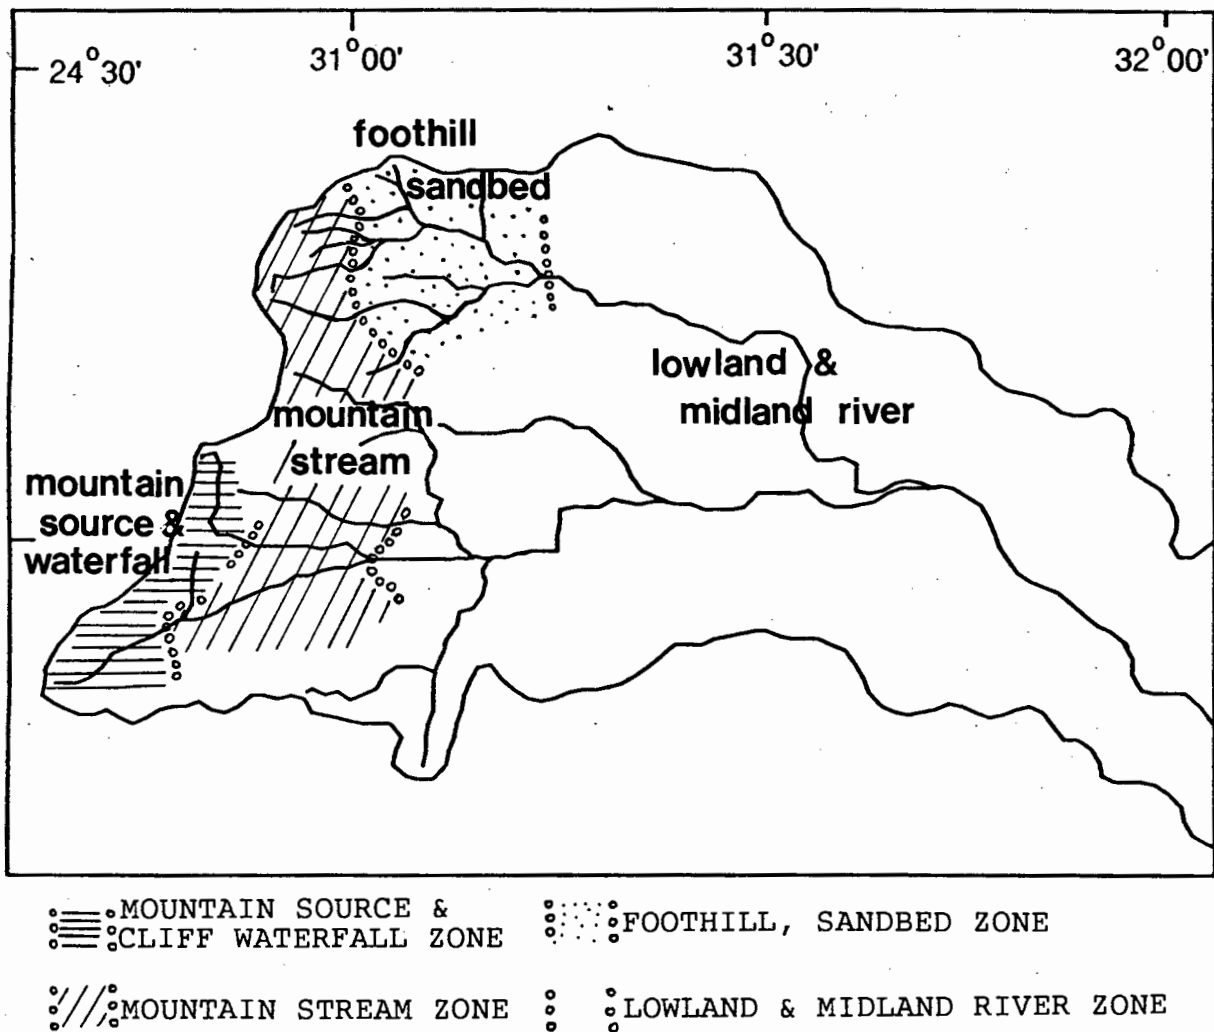 24°30'
31°00'
31°30'
32°00'
foothill
sandbed
lowland &
midland river
mountain
stream
mountain
source &
waterfall
MOUNTAIN SOURCE &
CLIFF WATERFALL ZONE
FOOTHILL, SANDBED ZONE
MOUNTAIN STREAM ZONE
LOWLAND & MIDLAND RIVER ZONE